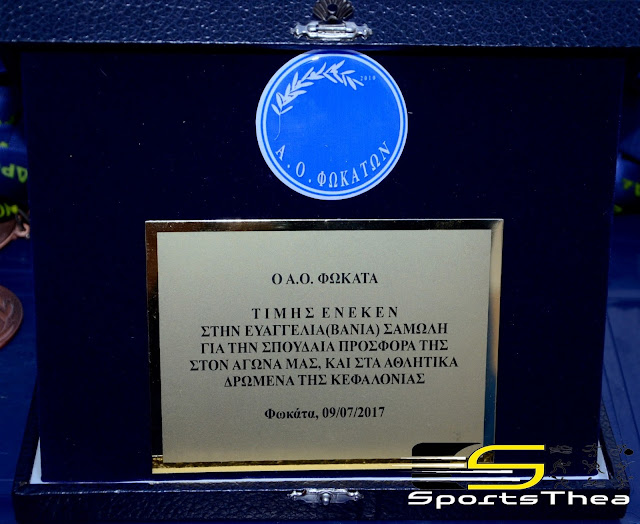 2010
Α. Ο. ΦΩΚΑΤΩΝ
Ο Α.Ο. ΦΩΚΑΤΑ
ΤΙΜΗΣ ΕΝΕΚΕΝ
ΣΤΗΝ ΕΥΑΓΓΕΛΙΑ(ΒΑΝΙΑ) ΣΑΜΩΛΗ
ΓΙΑ ΤΗΝ ΣΠΟΥΔΑΙΑ ΠΡΟΣΦΟΡΑ ΤΗΣ
ΣΤΟΝ ΑΓΩΝΑ ΜΑΣ, ΚΑΙ ΣΤΑ ΑΘΛΗΤΙΚΑ
ΔΡΩΜΕΝΑ ΤΗΣ ΚΕΦΑΛΟΝΙΑΣ
Φωκάτα, 09/07/2017
SportsThea